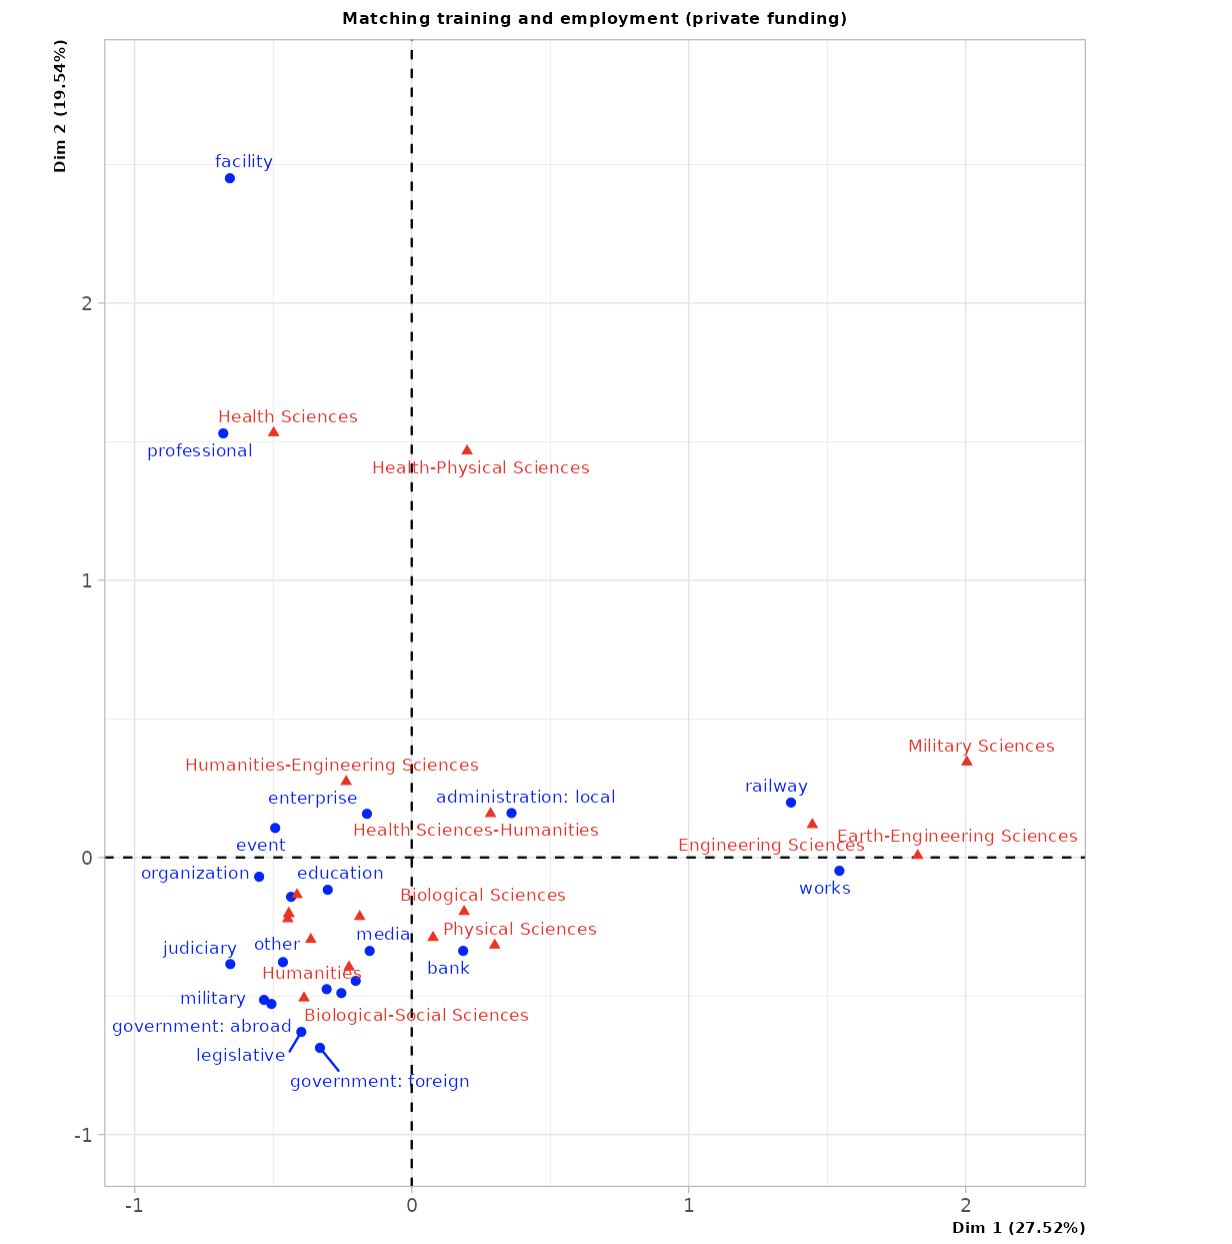 Matching training and employment (private funding)
Dim 2 (19.54%)
facility
Health Sciences
professional
Health-Physical Sciences
Military Sciences
Humanities-Engineering Sciences
railway
enterprise
administration: local
Health Sciences-Humanities
Earth-Engineering Sciences
event
Engineering Sciences
organization
education
works
Biological Sciences
Physical Sciences
media
other
judiciary
bank
Humanities
military
Biological-Social Sciences
government: abroad
legislative
government: foreign
2
1
0
-1
-1
0
1
2
Dim 1 (27.52%)